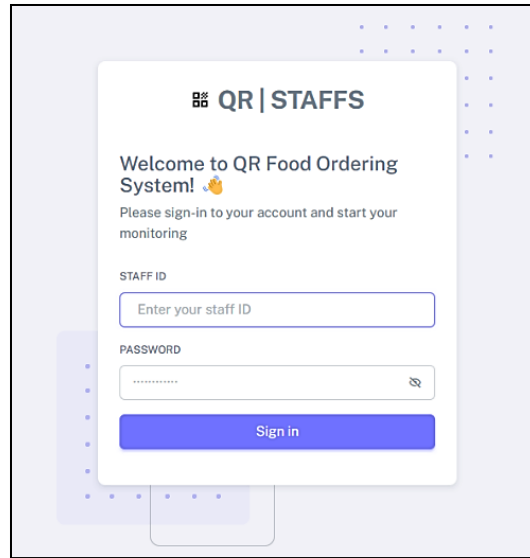 QR | STAFFS
Welcome to QR Food Ordering
System! 👋
Please sign-in to your account and start your
monitoring
STAFF ID
Enter your staff ID
PASSWORD
············
Sign in